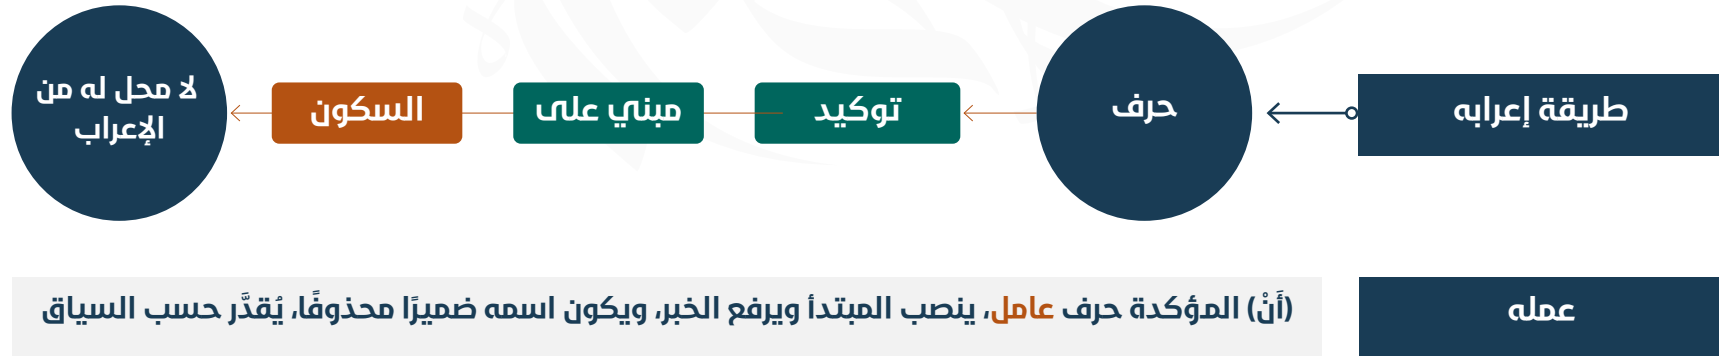 طريقة إعرابه
حرف
توكيد
مبني على
السكون
لا محل له من
الإعراب
عمله
(أَنْ) المؤكدة حرف عامل، ينصب المبتدأ ويرفع الخبر، ويكون اسمه ضميرًا محذوفًا، يُقدَّر حسب السياق